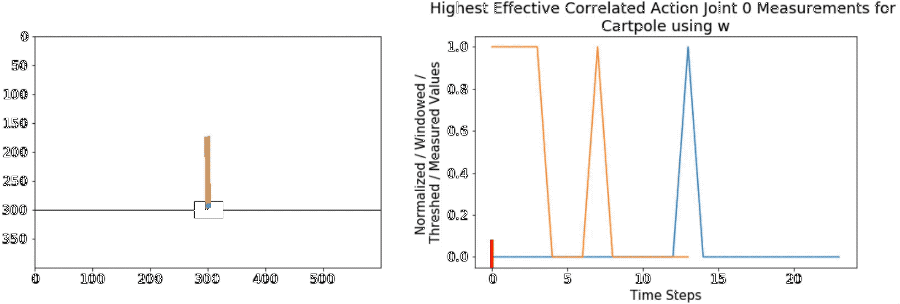 0
50
100
150
200
250
300
350
0 100 200 300 400 500
Highest Effective Correlated Action Joint 0 Measurements for
Cartpole using w
Normalized / Windowed /
Threshed / Measured Values
1.0
0.8
0.6
0.4
0.2
0.0
0 5 10 15 20
Time Steps